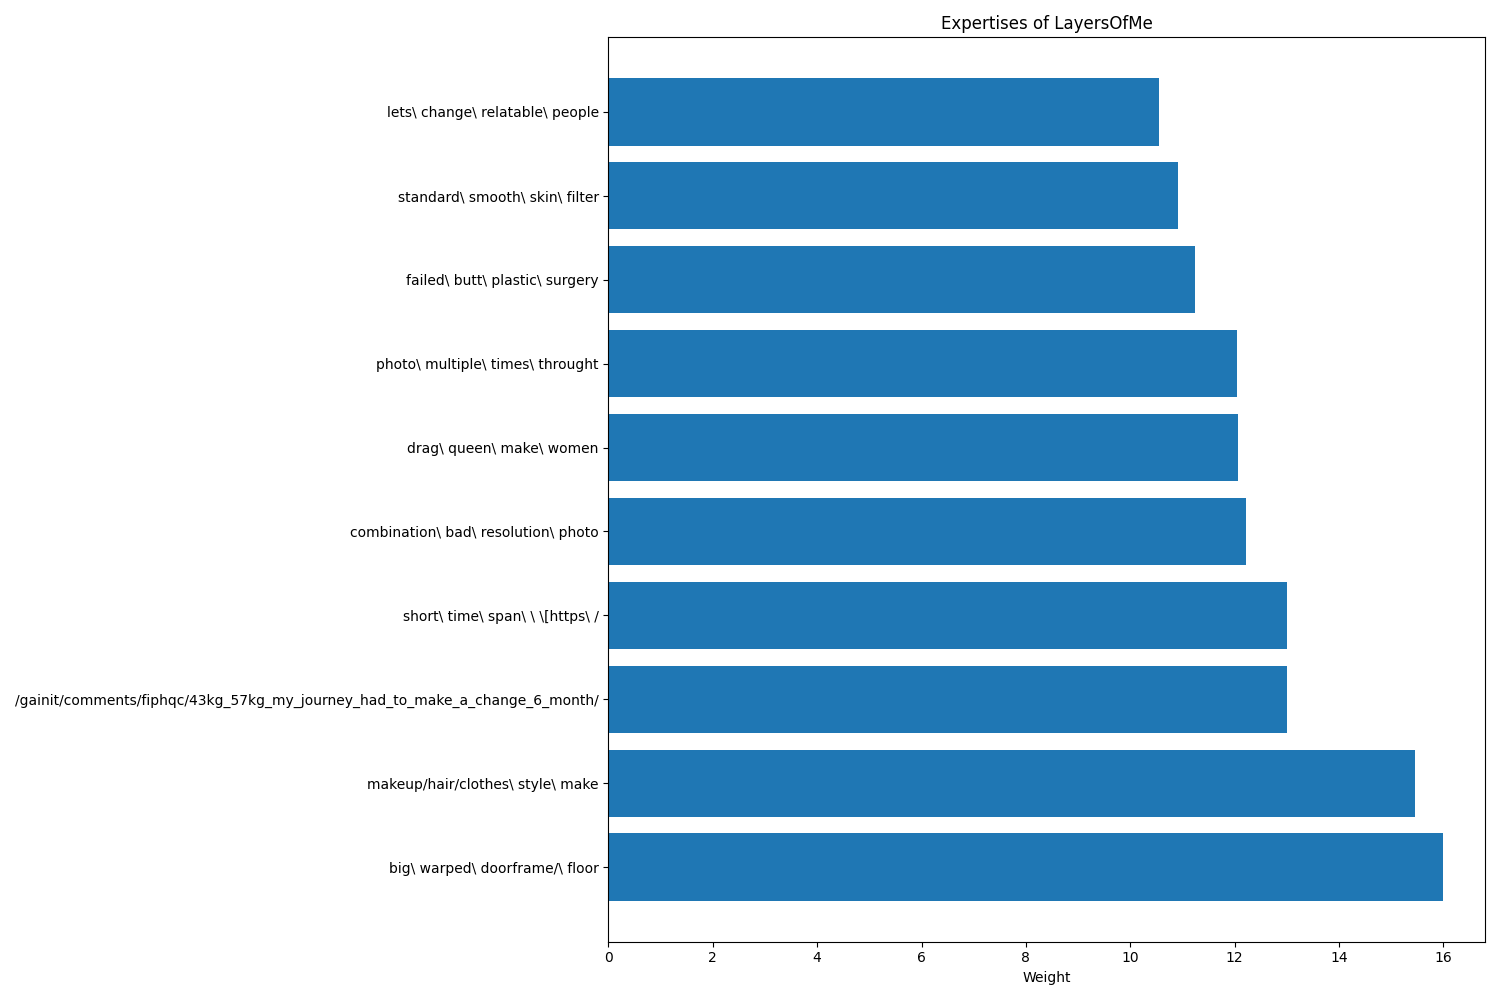 Expertises of LayersOfMe
lets\ change\ relatable\ people
standard\ smooth\ skin\ filter
failed\ butt\ plastic\ surgery
photo\ multiple\ times\ throught
drag\ queen\ make\ women
combination\ bad\ resolution\ photo
short\ time\ span\ \ \[https\ /
/gainit/comments/fiphqc/43kg_57kg_my_journey_had_to_make_a_change_6_month/
makeup/hair/clothes\ style\ make
big\ warped\ doorframe/\ floor
0 2 4 6 8 10 12 14 16
Weight